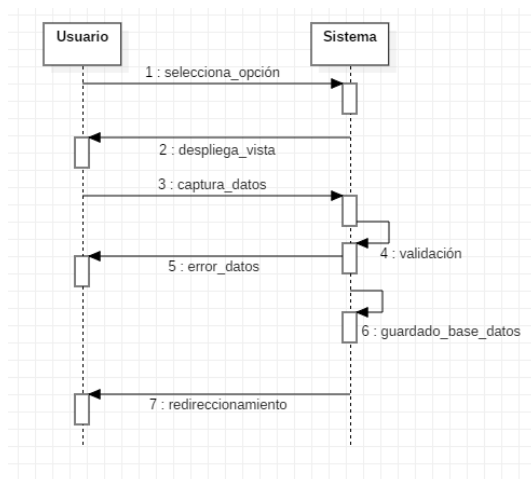 Usuario
Sistema
1 : selecciona_opción
2 : despliega_vista
3 : captura_datos
4 : validación
5 : error_datos
6 : guardado_base_datos
7 : redireccionamiento